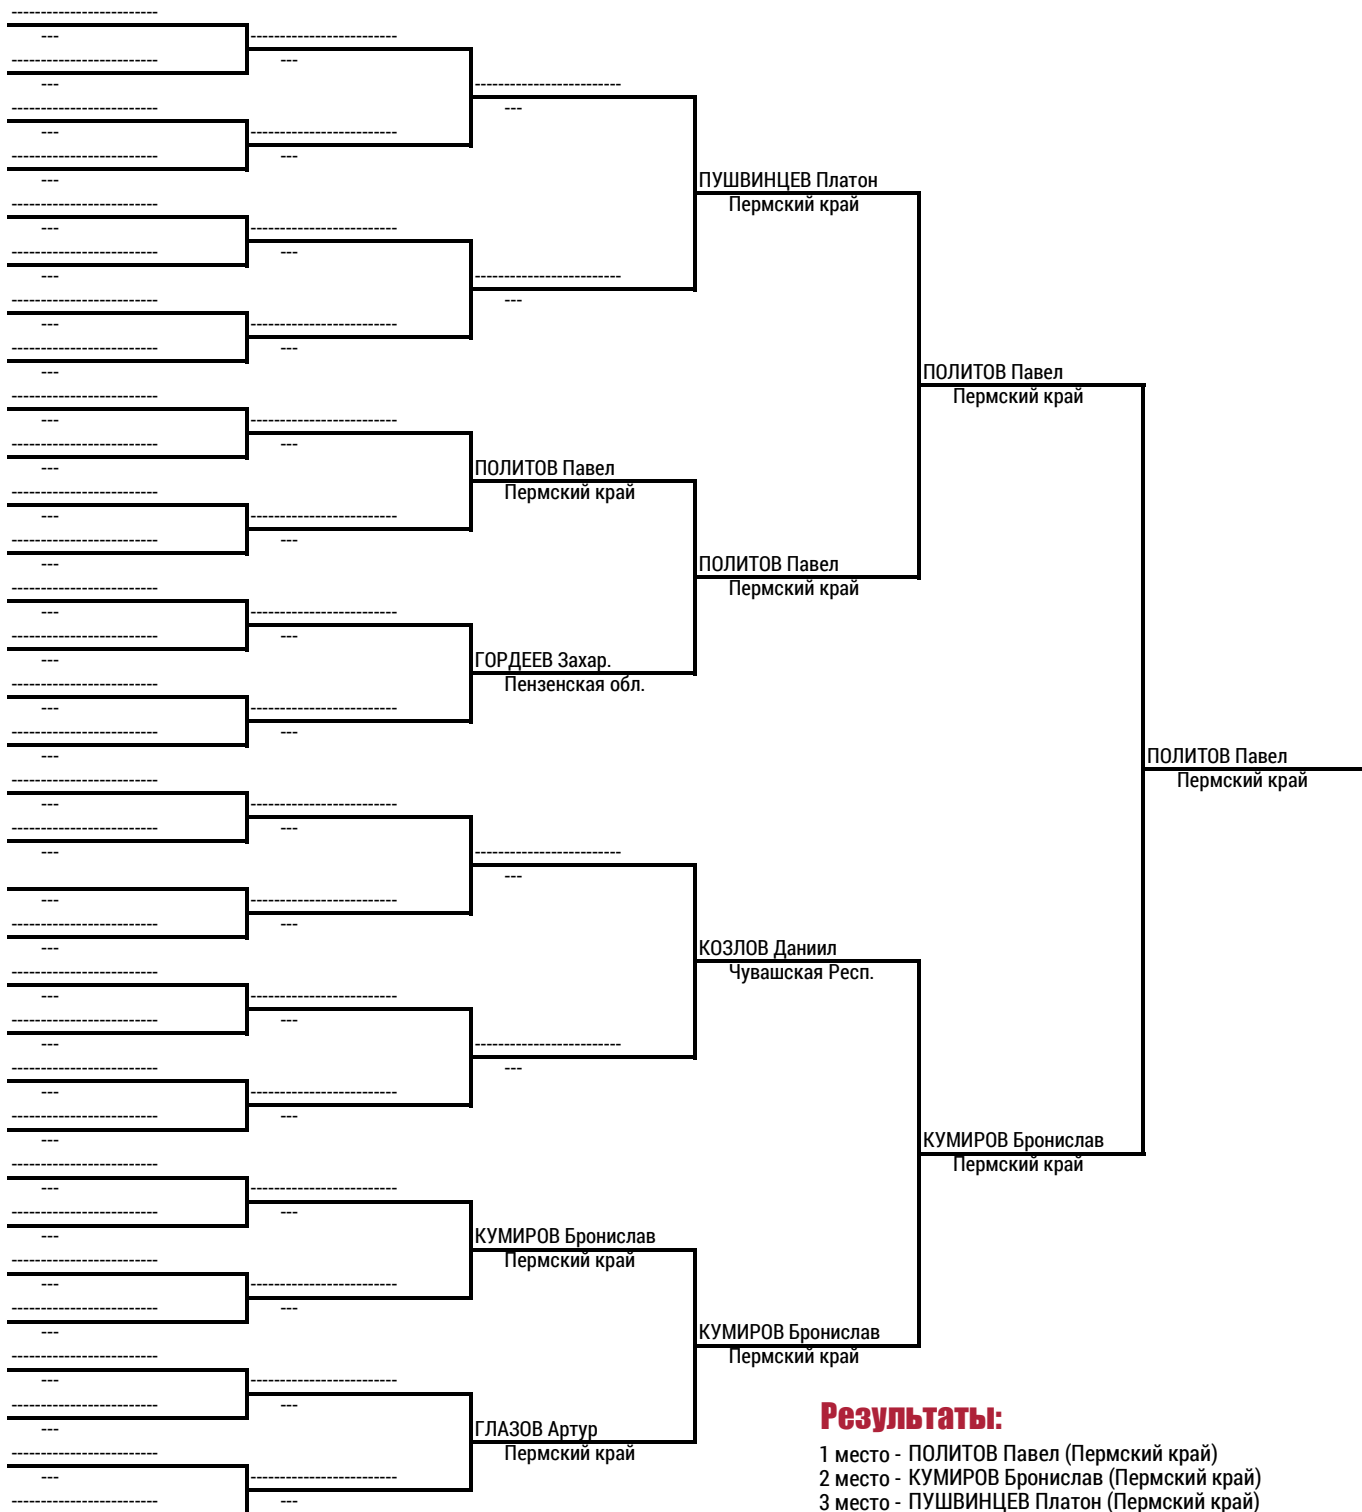 ПУШВИНЦЕВ Платон
Пермский край
ПОЛИТОВ Павел
Пермский край
ПОЛИТОВ Павел
Пермский край
ПОЛИТОВ Павел
Пермский край
ГОРДЕЕВ Захар.
Пензенская обл.
ПОЛИТОВ Павел
Пермский край
КОЗЛОВ Даниил
Чувашская Респ.
КУМИРОВ Бронислав
Пермский край
КУМИРОВ Бронислав
Пермский край
КУМИРОВ Бронислав
Пермский край
ГЛАЗОВ Артур
Пермский край
Результаты:
1 место - ПОЛИТОВ Павел (Пермский край)
2 место - КУМИРОВ Бронислав (Пермский край)
3 место - ПУШВИНЦЕВ Платон (Пермский край)